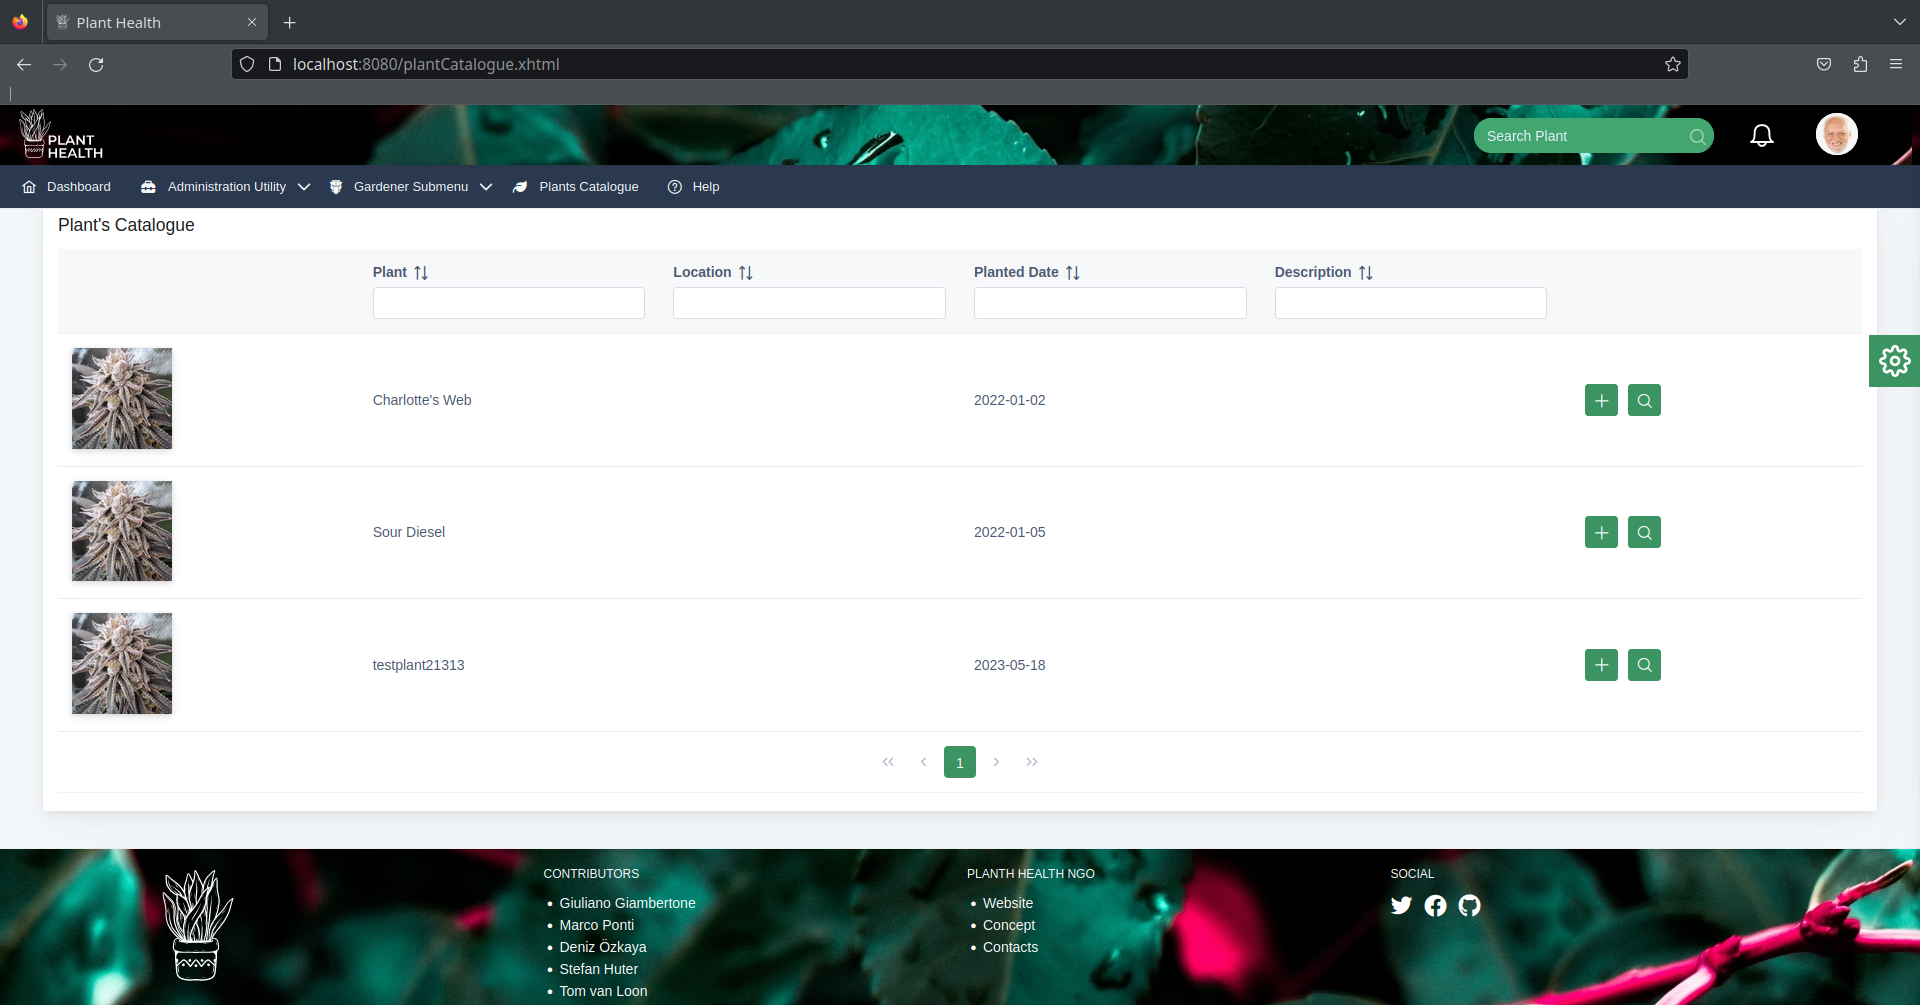 Plant Health
localhost:8080/plantCatalogue.xhtml
PLANT
HEALTH
Search Plant
Dashboard
Administration Utility
Gardener Submenu
Plants Catalogue
Help
Plant's Catalogue
Plant
Location
Planted Date
Description
Charlotte's Web
2022-01-02
Sour Diesel
2022-01-05
testplant21313
2023-05-18
1
CONTRIBUTORS
Giuliano Giambertone
Marco Ponti
Deniz Özkaya
Stefan Huter
Tom van Loon
PLANTH HEALTH NGO
Website
Concept
Contacts
SOCIAL